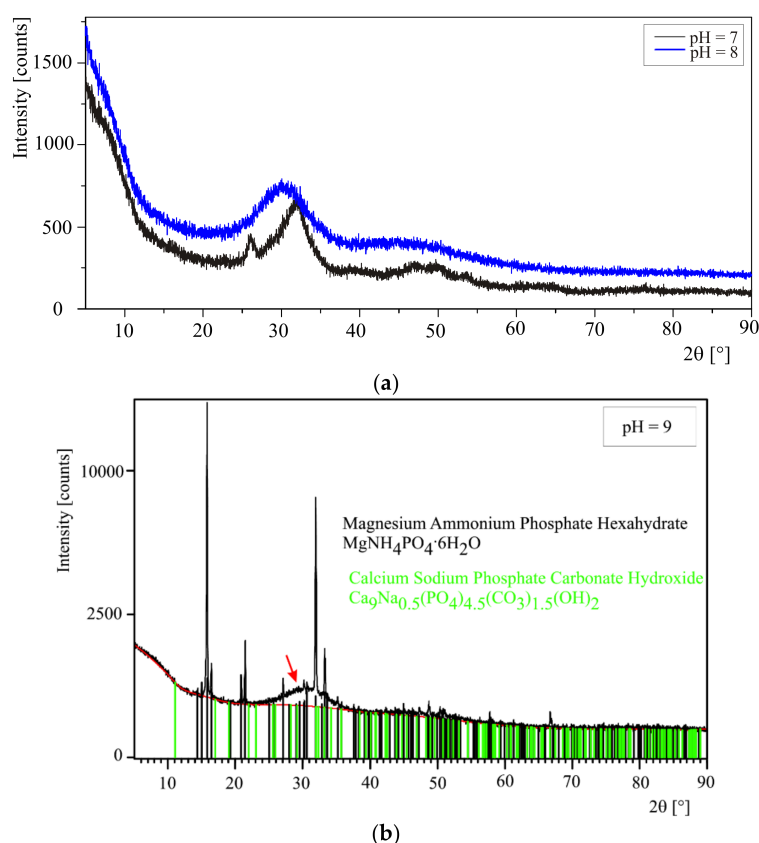 Intensity [counts]
1500
1000
500
0
pH = 7
pH = 8
10 20 30 40 50 60 70 80 90
2θ [°]
(a)
Intensity [counts]
10000
2500
0
pH = 9
Magnesium Ammonium Phosphate Hexahydrate
MgNH4PO4·6H2O
Calcium Sodium Phosphate Carbonate Hydroxide
Ca9Na0.5(PO4)4.5(CO3)1.5(OH)2
10 20 30 40 50 60 70 80 90
2θ [°]
(b)